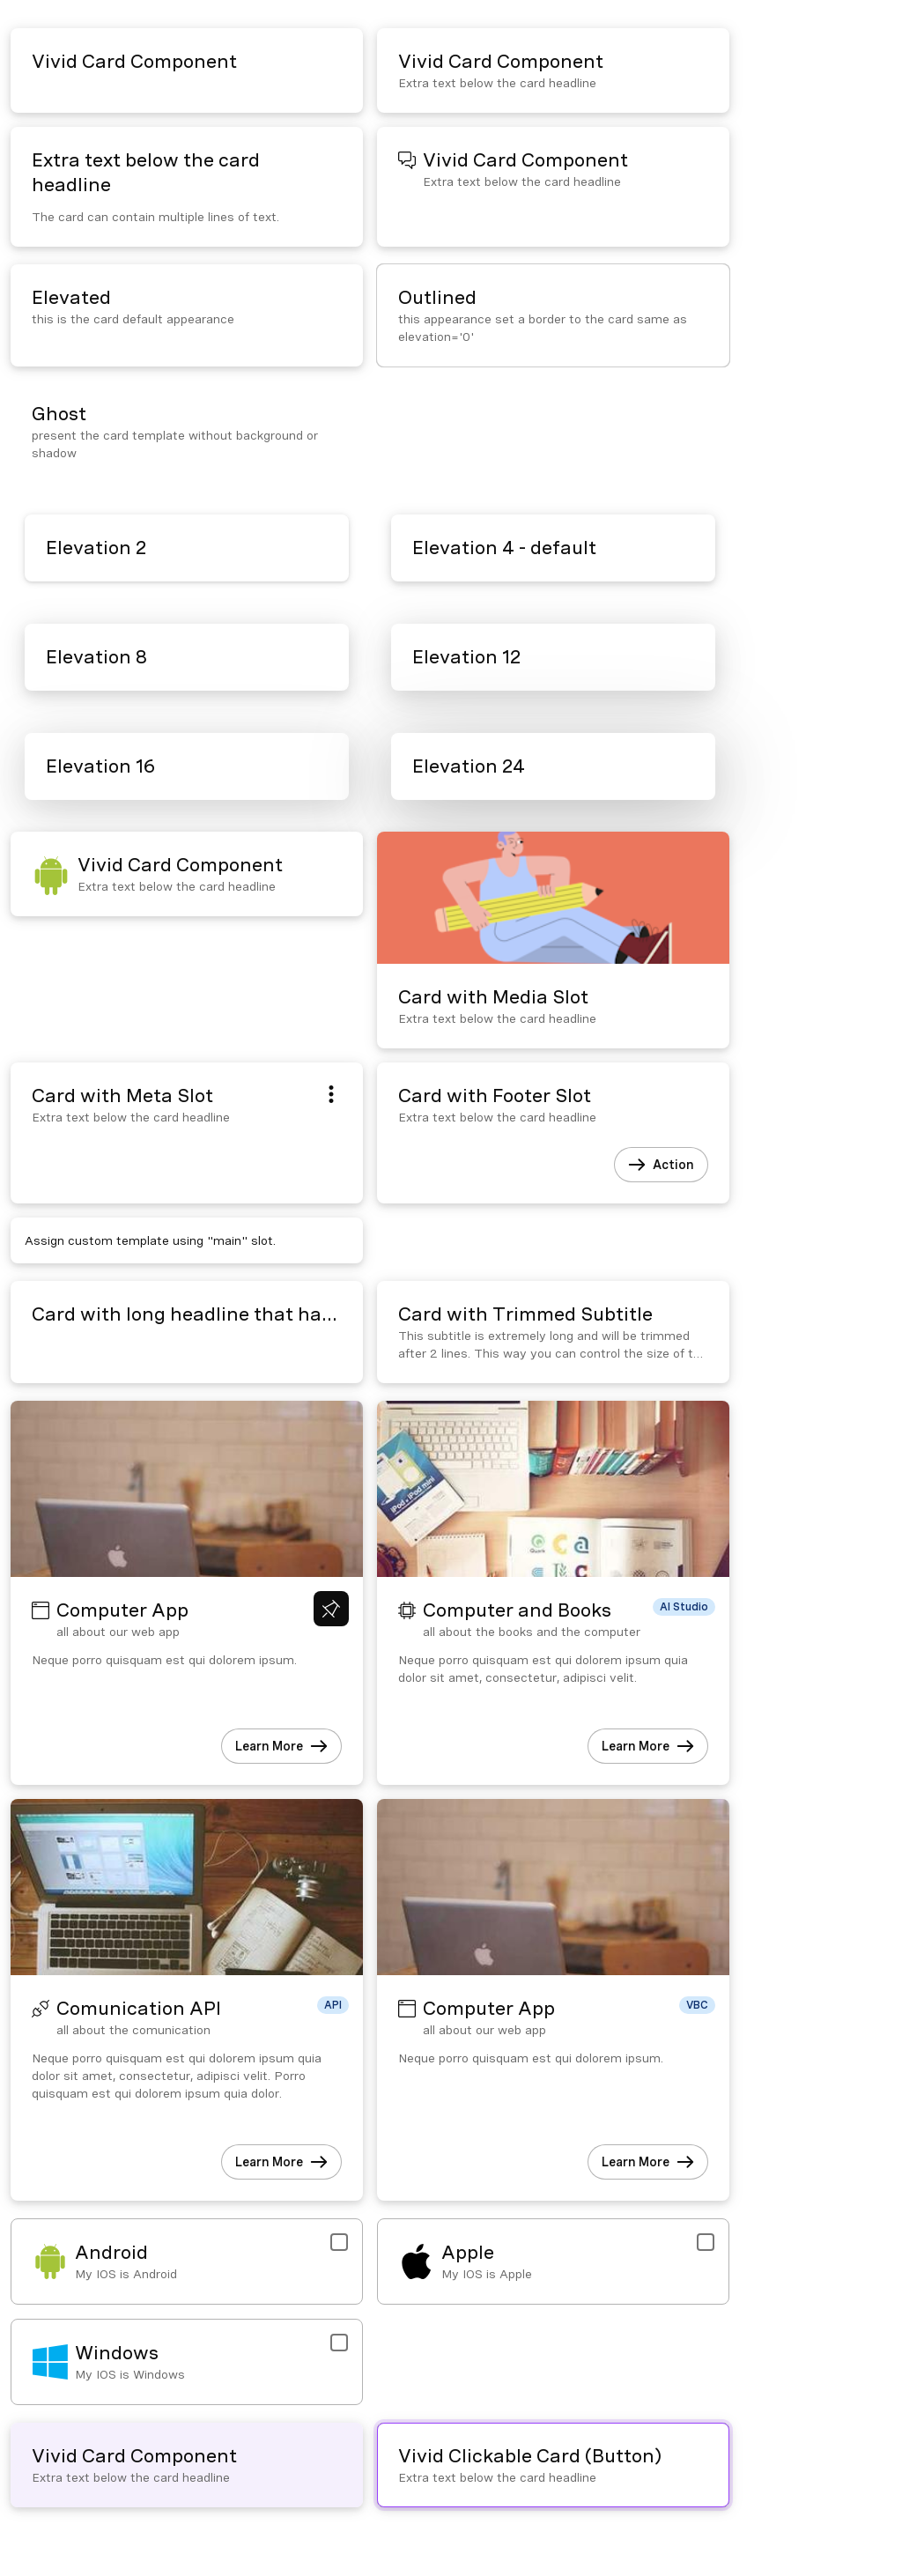 Vivid Card Component
Vivid Card Component
Extra text below the card headline
Extra text below the card
headline
The card can contain multiple lines of text.
Vivid Card Component
Extra text below the card headline
Elevated
this is the card default appearance
Outlined
this appearance set a border to the card same as
elevation='0'
Ghost
present the card template without background or
shadow
Elevation 2
Elevation 4 - default
Elevation 8
Elevation 12
Elevation 16
Elevation 24
Vivid Card Component
Extra text below the card headline
Card with Media Slot
Extra text below the card headline
Card with Meta Slot
Extra text below the card headline
Card with Footer Slot
Extra text below the card headline
Action
Assign custom template using "main" slot.
Card with long headline that ha...
Card with Trimmed Subtitle
This subtitle is extremely long and will be trimmed
after 2 lines. This way you can control the size of t...
Computer App
all about our web app
Neque porro quisquam est qui dolorem ipsum.
Learn More
iPod · iPad mini
Computer and Books
AI Studio
all about the books and the computer
Neque porro quisquam est qui dolorem ipsum quia
dolor sit amet, consectetur, adipisci velit.
Learn More
Comunication API
API
all about the comunication
Neque porro quisquam est qui dolorem ipsum quia
dolor sit amet, consectetur, adipisci velit. Porro
quisquam est qui dolorem ipsum quia dolor.
Learn More
Computer App
VBC
all about our web app
Neque porro quisquam est qui dolorem ipsum.
Learn More
Android
My IOS is Android
Apple
My IOS is Apple
Windows
My IOS is Windows
Vivid Card Component
Extra text below the card headline
Vivid Clickable Card (Button)
Extra text below the card headline